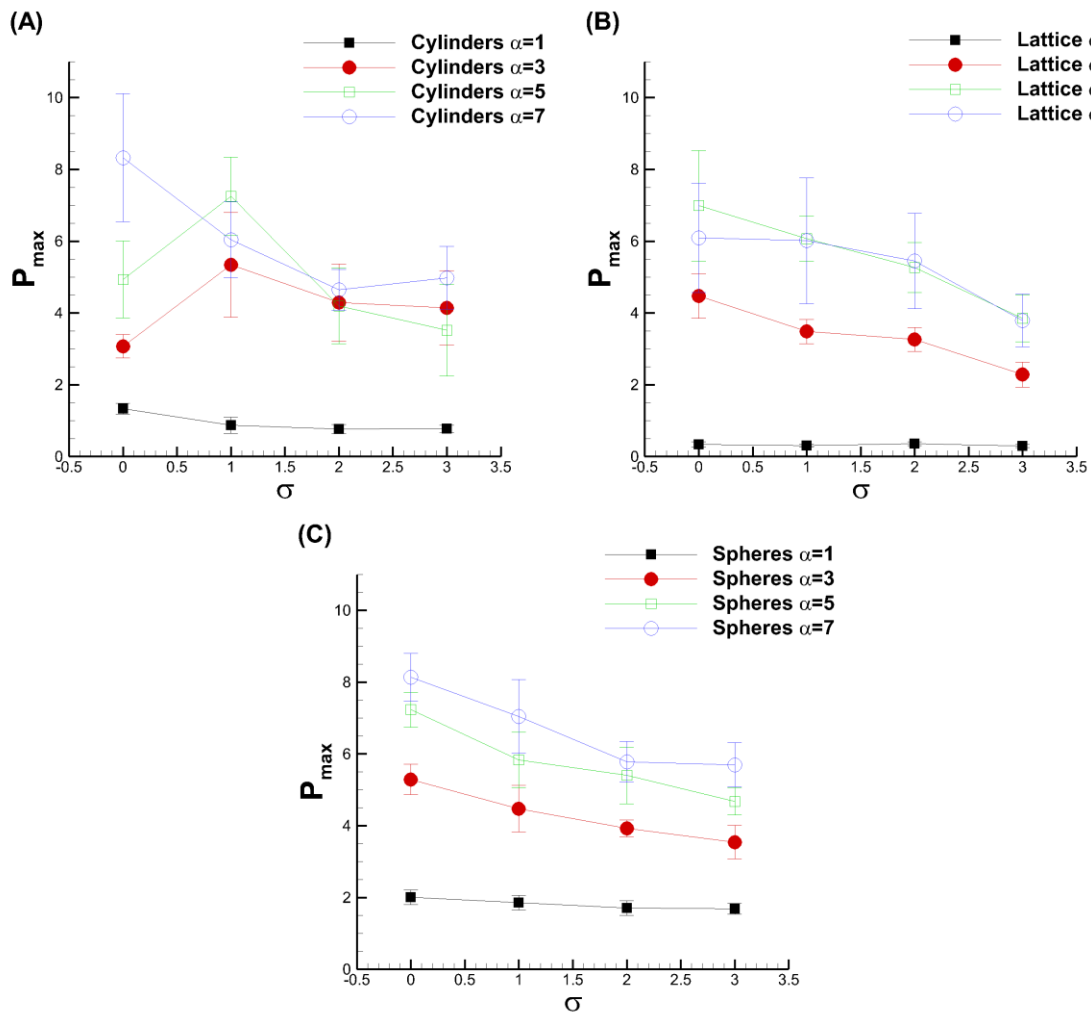 (A)
Cylinders α=1
Cylinders α=3
Cylinders α=5
Cylinders α=7
10
8
6
4
2
0
P_max
-0.5 0 0.5 1 1.5 2 2.5 3 3.5
σ
(B)
Lattice
Lattice
Lattice
Lattice
10
8
6
4
2
0
P_max
-0.5 0 0.5 1 1.5 2 2.5 3 3.5
σ
(C)
Spheres α=1
Spheres α=3
Spheres α=5
Spheres α=7
10
8
6
4
2
0
P_max
-0.5 0 0.5 1 1.5 2 2.5 3 3.5
σ